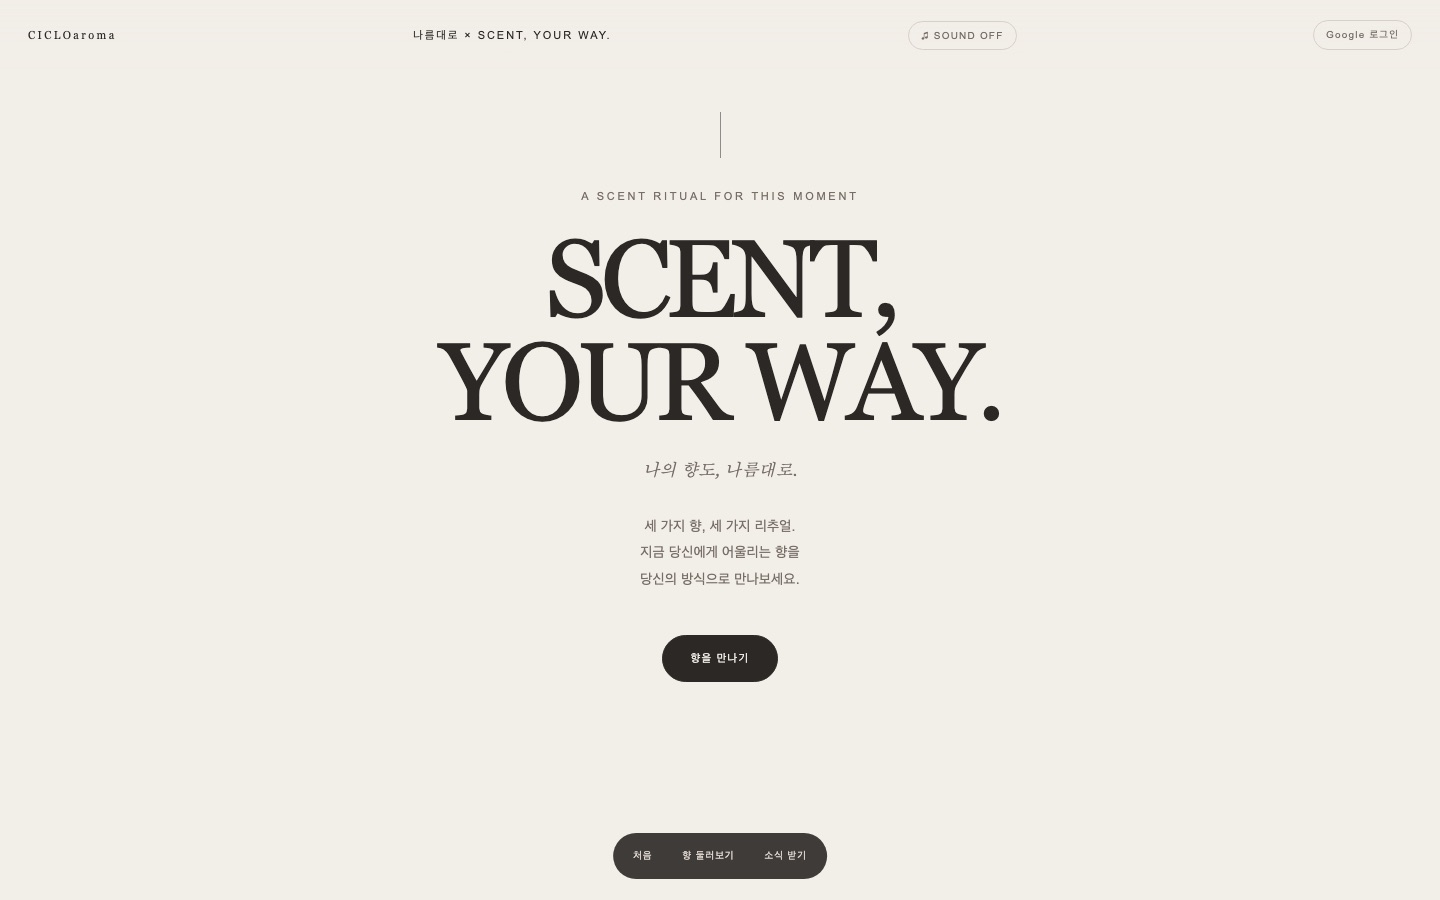 CICLOaroma
나름대로 × SCENT, YOUR WAY.
♫ SOUND OFF
Google 로그인
A SCENT RITUAL FOR THIS MOMENT
SCENT,
YOUR WAY.
나의 향도, 나름대로.
세 가지 향, 세 가지 리추얼.
지금 당신에게 어울리는 향을
당신의 방식으로 만나보세요.
향을 만나기
처음
향 둘러보기
소식 받기